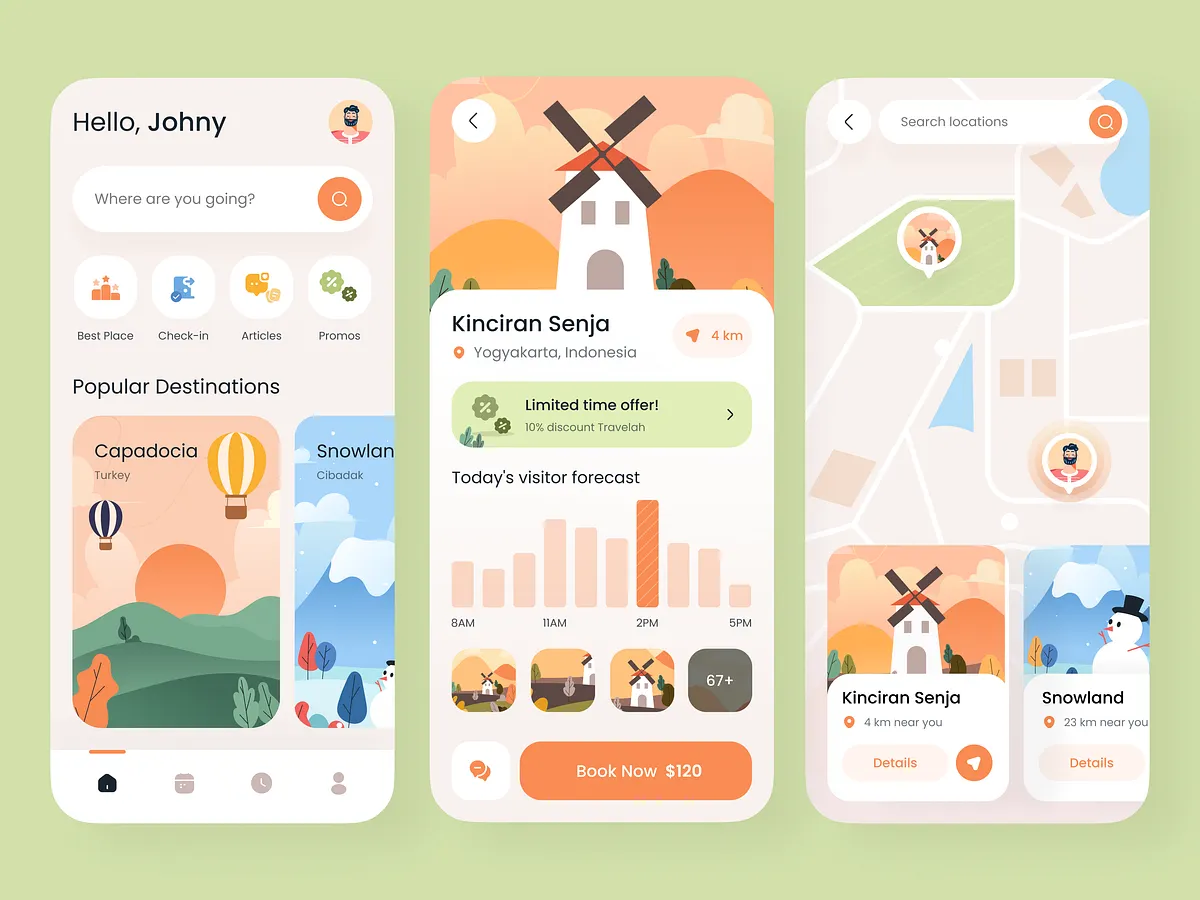 Hello, Johny
Where are you going?
Best Place
Check-in
Articles
Promos
Popular Destinations
Capadocia
Turkey
Snowlan
Cibadak
Kinciran Senja
4 km
Yogyakarta, Indonesia
Limited time offer!
10% discount Travelah
Today's visitor forecast
8AM
11AM
2PM
5PM
67+
Book Now $120
Search locations
Kinciran Senja
4 km near you
Details
Snowland
23 km near you
Details